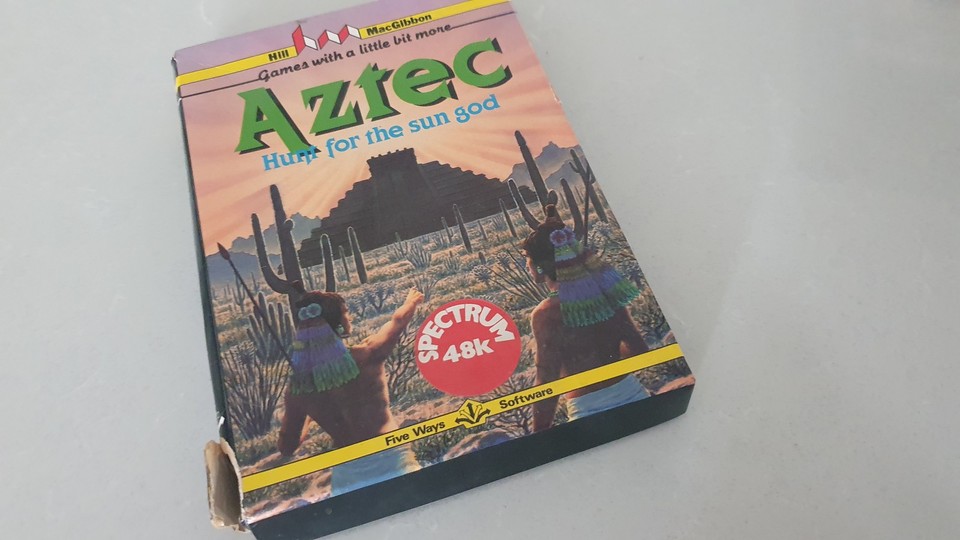 Hill MacGibbon
Games with a little bit more
Aztec
Hunt for the sun god
SPECTRUM
48K
Five Ways Software